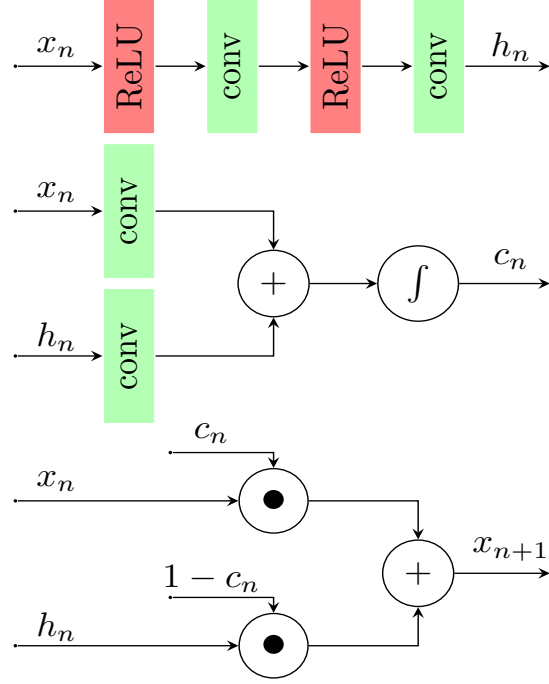 x_n ReLU conv ReLU conv h_n
x_n conv
+ ∫ c_n
h_n conv
c_n
x_n •
+ x_{n+1}
1 − c_n
h_n •